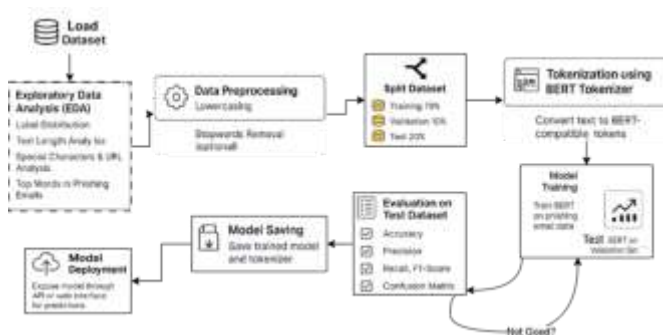 Load
Dataset
Exploratory Data
Analysis (EDA)
Label Distribution
Text Length Analysis
Special Characters & URL
Analysis
Top Words in Phishing
Emails
Data Preprocessing
Lowercasing
Stopwords Removal
(optional)
Split Dataset
Training 70%
Validation 10%
Test 20%
Tokenization using
BERT Tokenizer
Convert text to BERT-
compatible tokens
Model
Training
Train BERT
on phishing
email data
Test BERT on
Validation Set
Evaluation on
Test Dataset
Accuracy
Precision
Recall, F1-Score
Confusion Matrix
Not Good?
Model Saving
Save trained model
and tokenizer
Model
Deployment
Expose model through
API or web interface
for predictions